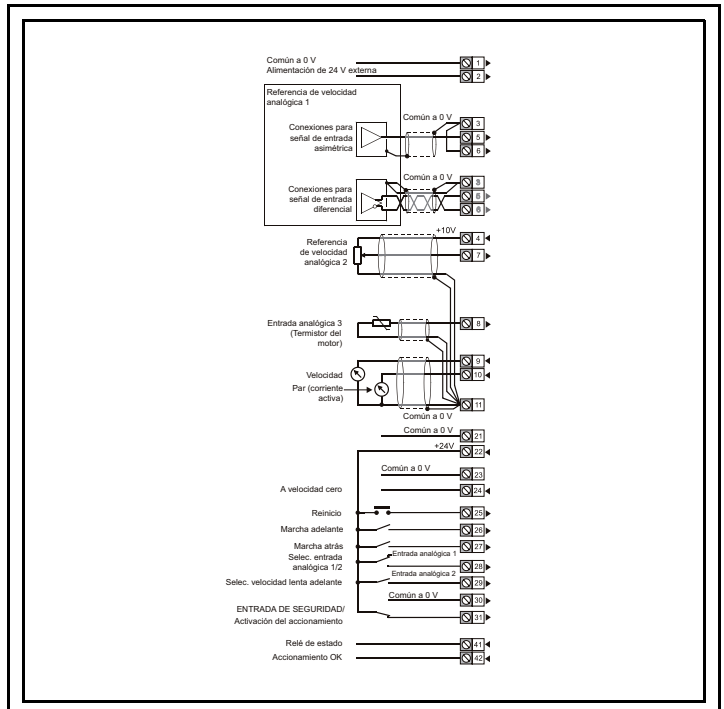 Común a 0 V
1
Alimentación de 24 V externa
2
Referencia de velocidad
analógica 1
Común a 0 V
3
Conexiones para
señal de entrada
asimétrica
5
6
Común a 0 V
3
Conexiones para
señal de entrada
diferencial
5
6
+10V
4
Referencia
de velocidad
analógica 2
7
Entrada analógica 3
(Termistor del
motor)
8
9
Velocidad
10
Par (corriente
activa)
11
Común a 0 V
Común a 0 V
21
+24V
22
Común a 0 V
23
A velocidad cero
24
Reinicio
25
Marcha adelante
26
Marcha atrás
27
Selec. entrada
analógica 1/2
Entrada analógica 1
28
Entrada analógica 2
Selec. velocidad lenta adelante
29
Común a 0 V
30
ENTRADA DE SEGURIDAD/
Activación del accionamiento
31
Relé de estado
41
Accionamiento OK
42